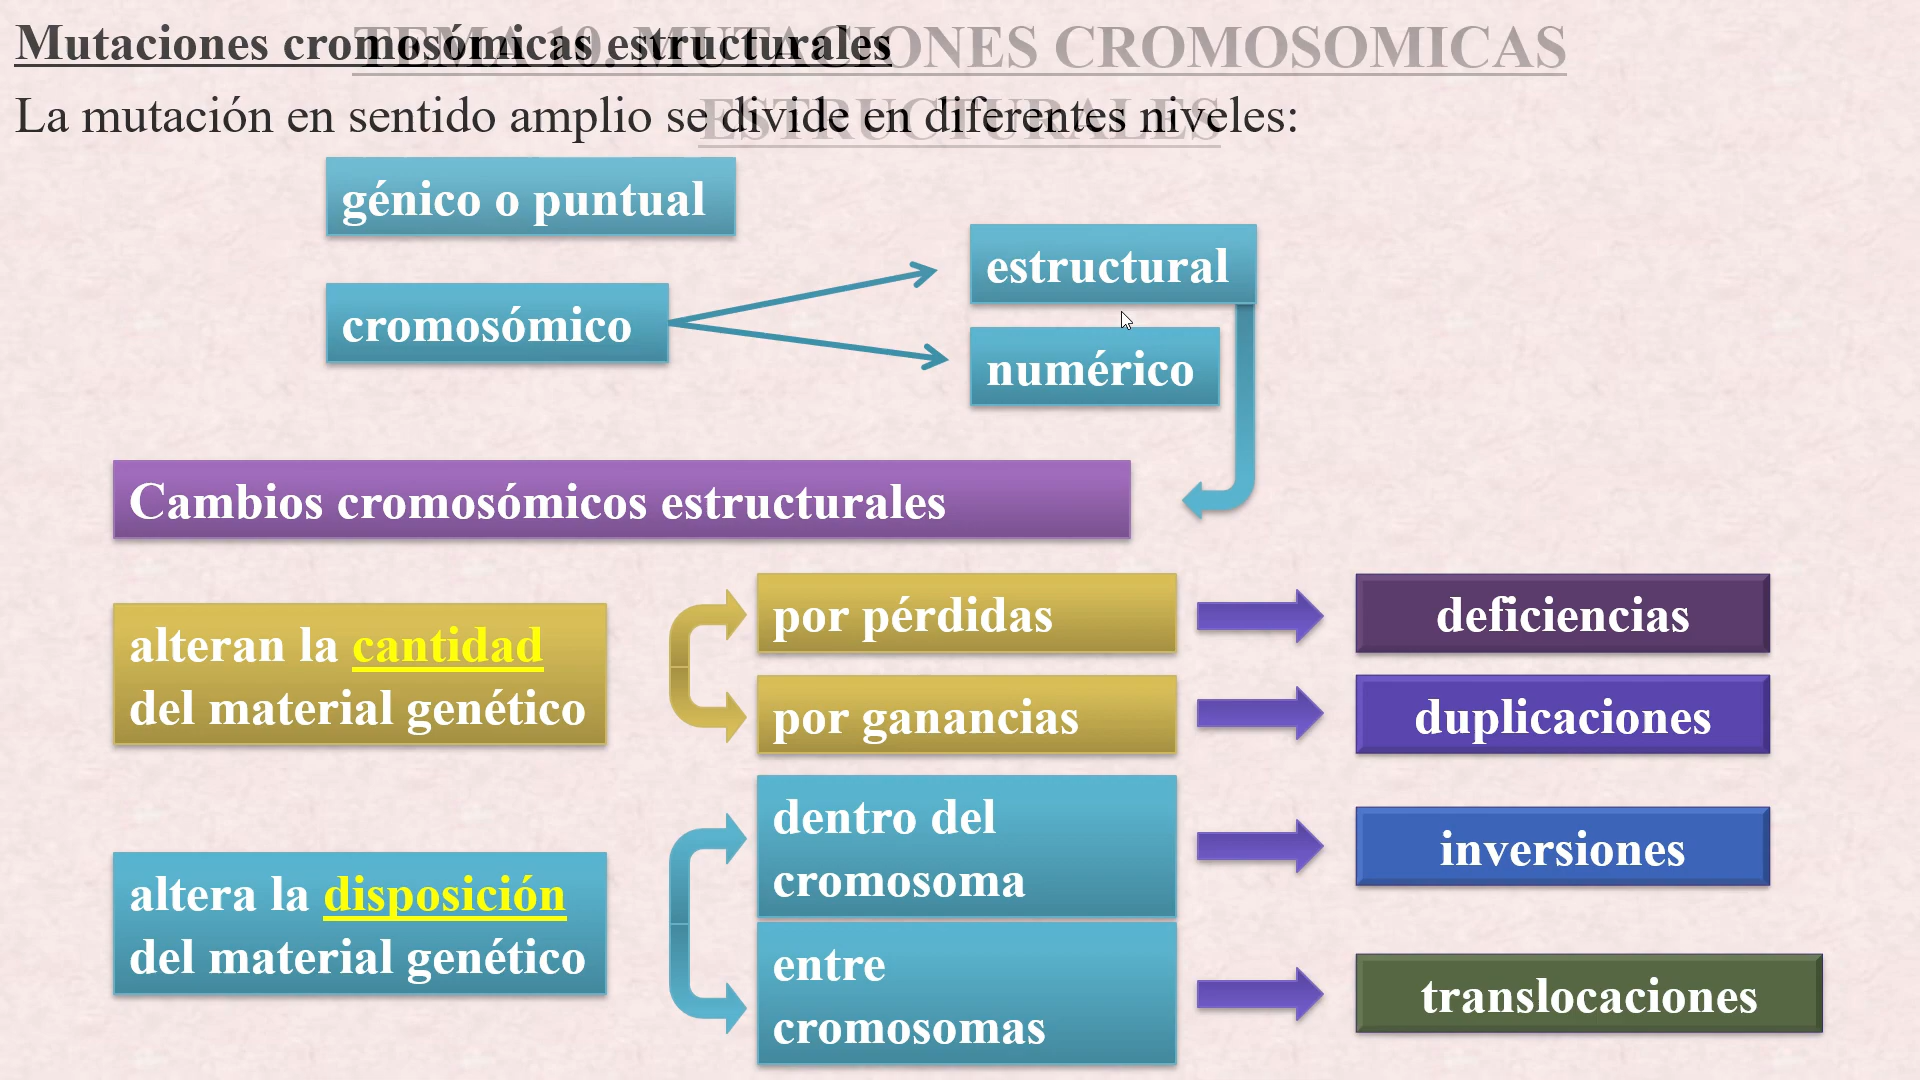 Mutaciones cromosómicas estructurales
TEMA 10. MUTACIONES CROMOSOMICAS
ESTRUCTURALES
La mutación en sentido amplio se divide en diferentes niveles:
génico o puntual
cromosómico
estructural
numérico
Cambios cromosómicos estructurales
alteran la cantidad
del material genético
por pérdidas
deficiencias
por ganancias
duplicaciones
altera la disposición
del material genético
dentro del
cromosoma
inversiones
entre
cromosomas
translocaciones